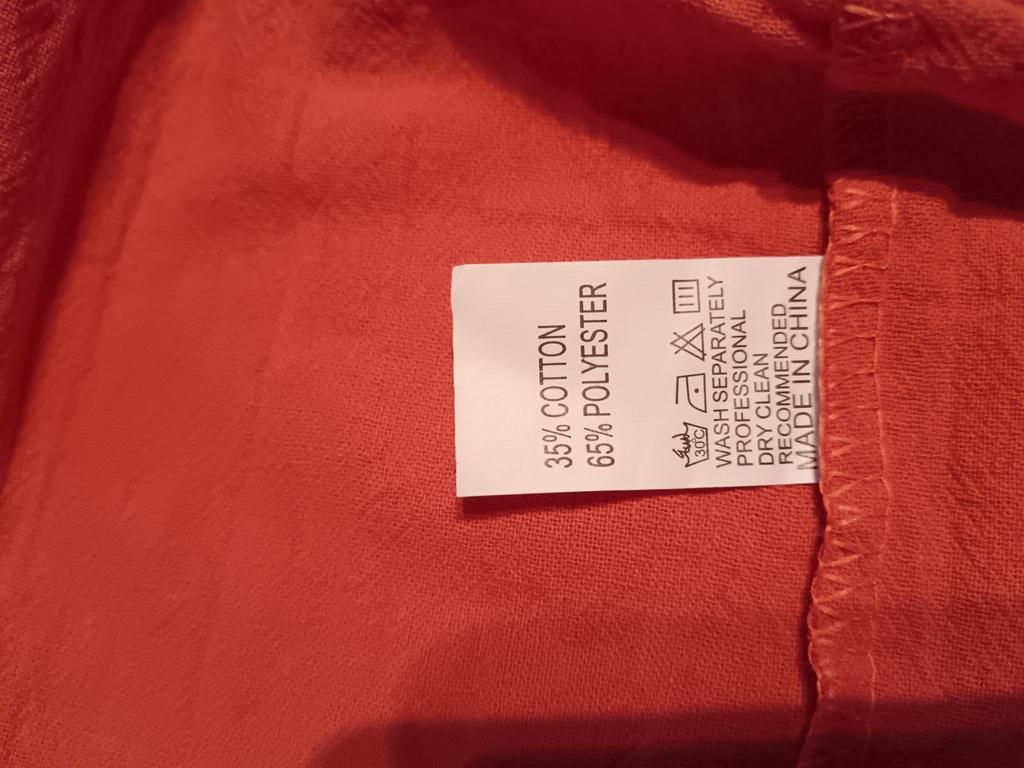 35% COTTON
65% POLYESTER
30°C
WASH SEPARATELY
PROFESSIONAL
DRY CLEAN
RECOMMENDED
MADE IN CHINA